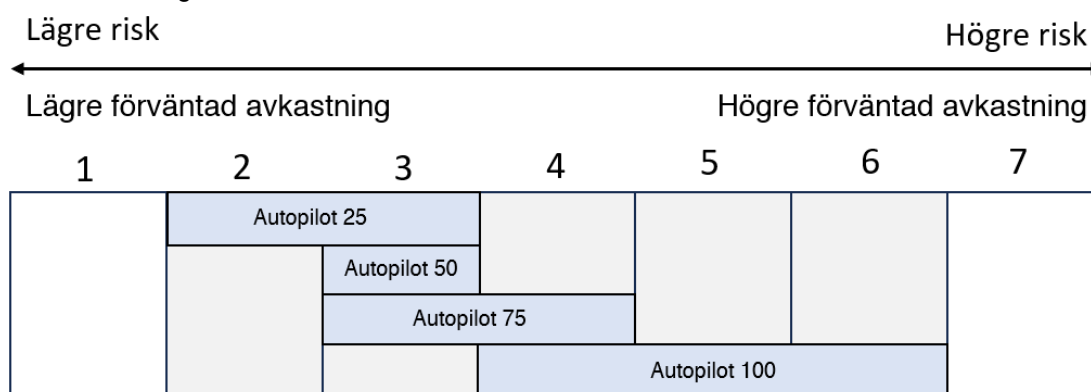 Lägre risk
Högre risk
Lägre förväntad avkastning
Högre förväntad avkastning
1 2 3 4 5 6 7
Autopilot 25
Autopilot 50
Autopilot 75
Autopilot 100